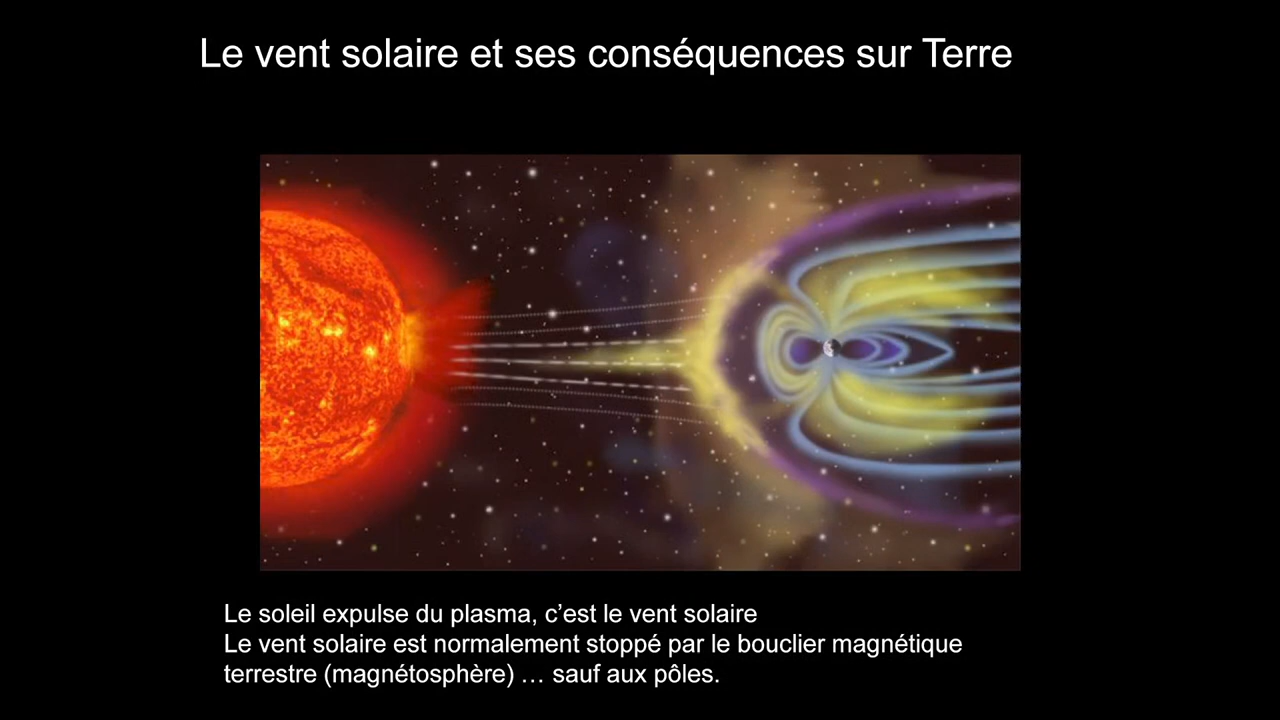 Le vent solaire et ses conséquences sur Terre
Le soleil expulse du plasma, c’est le vent solaire
Le vent solaire est normalement stoppé par le bouclier magnétique
terrestre (magnétosphère) … sauf aux pôles.